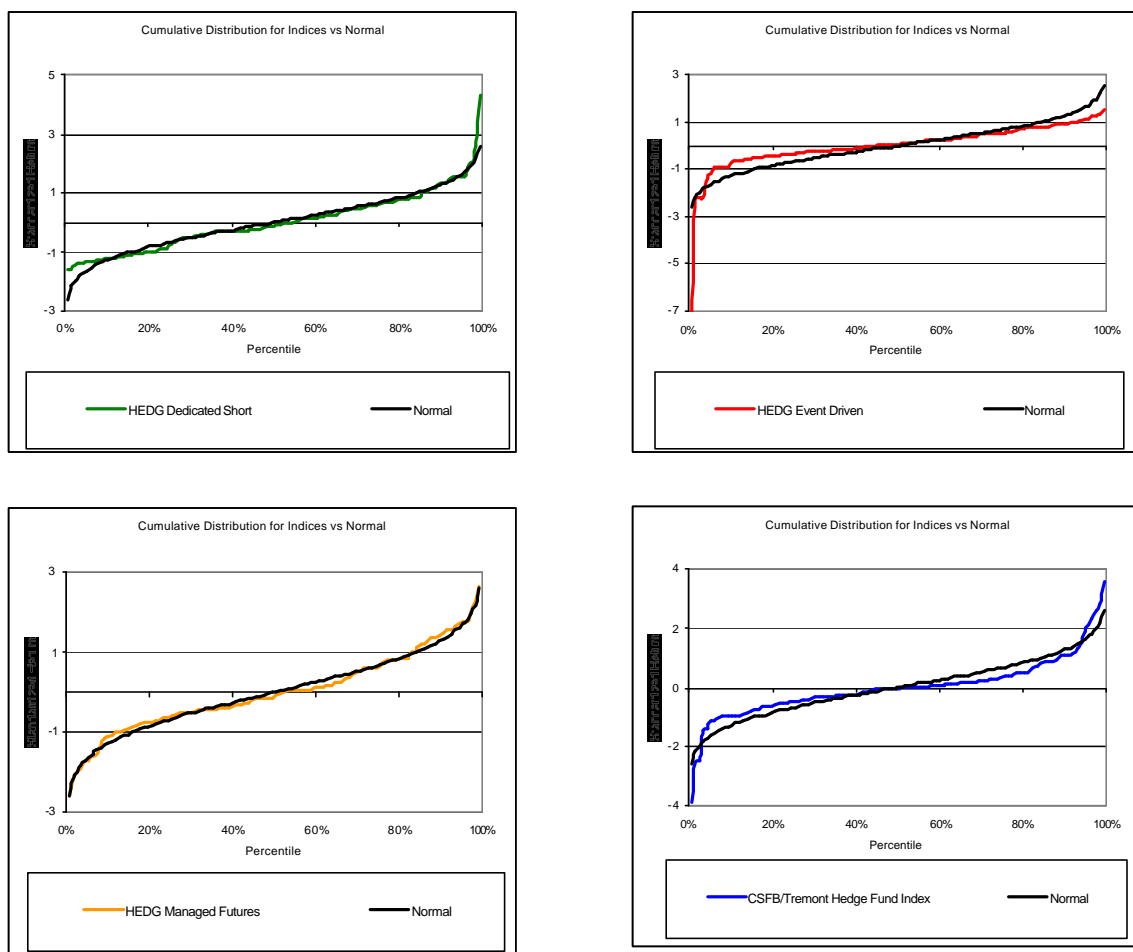 Cumulative Distribution for Indices vs Normal
5
3
1
-1
-3
0% 20% 40% 60% 80% 100%
Percentile
HEDG Dedicated Short Normal
Cumulative Distribution for Indices vs Normal
3
1
-1
-3
-5
-7
0% 20% 40% 60% 80% 100%
Percentile
HEDG Event Driven Normal
Cumulative Distribution for Indices vs Normal
3
1
-1
-3
0% 20% 40% 60% 80% 100%
Percentile
HEDG Managed Futures Normal
Cumulative Distribution for Indices vs Normal
4
2
0
-2
-4
0% 20% 40% 60% 80% 100%
Percentile
CSFB/Tremont Hedge Fund Index Normal